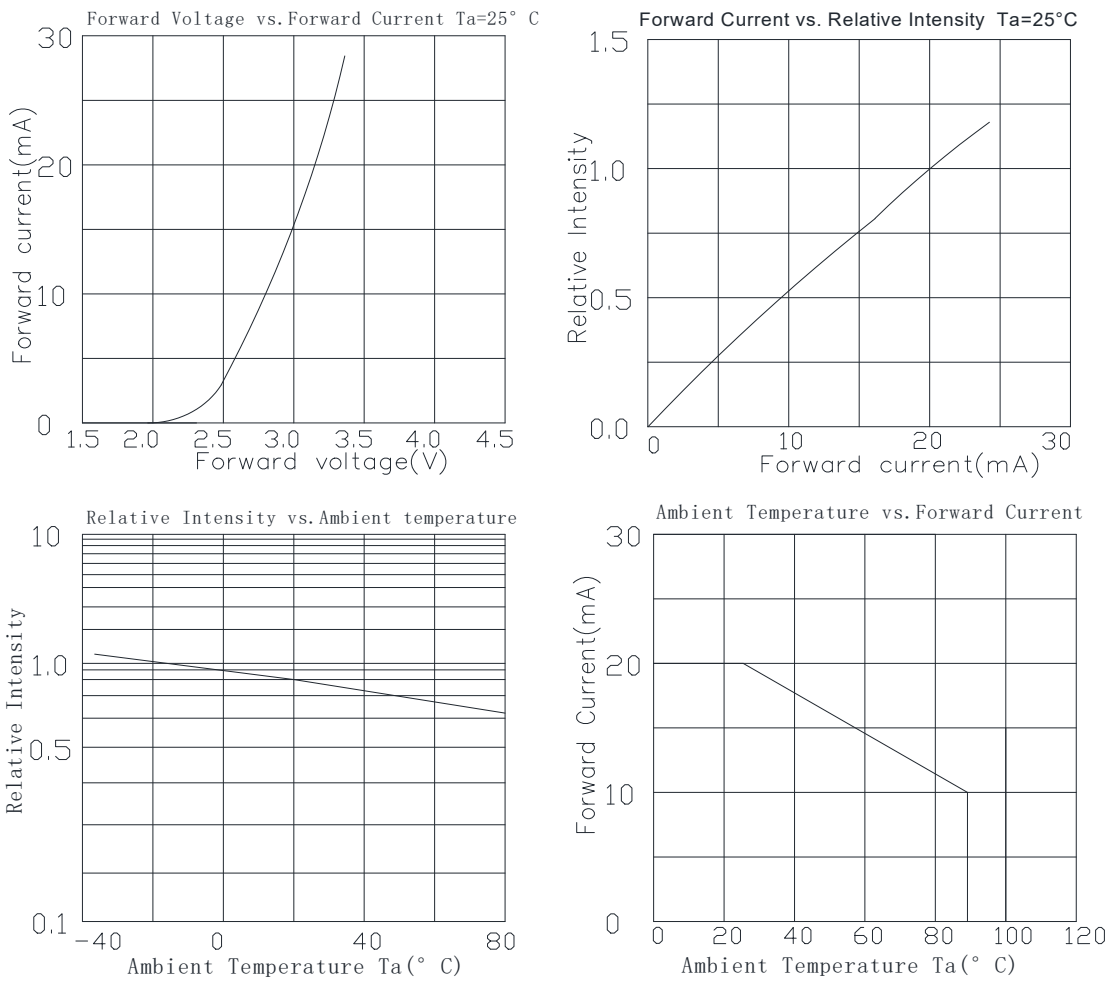 Forward Voltage vs.Forward Current Ta=25° C
30
20
10
0
Forward current(mA)
1.5 2.0 2.5 3.0 3.5 4.0 4.5
Forward voltage(V)
Forward Current vs. Relative Intensity Ta=25°C
1.5
1.0
0.5
0.0
Relative Intensity
0 10 20 30
Forward current(mA)
Relative Intensity vs.Ambient temperature
10
1.0
0.5
0.1
Relative Intensity
-40 0 40 80
Ambient Temperature Ta(° C)
Ambient Temperature vs.Forward Current
30
20
10
0
Forward Current(mA)
0 20 40 60 80 100 120
Ambient Temperature Ta(° C)